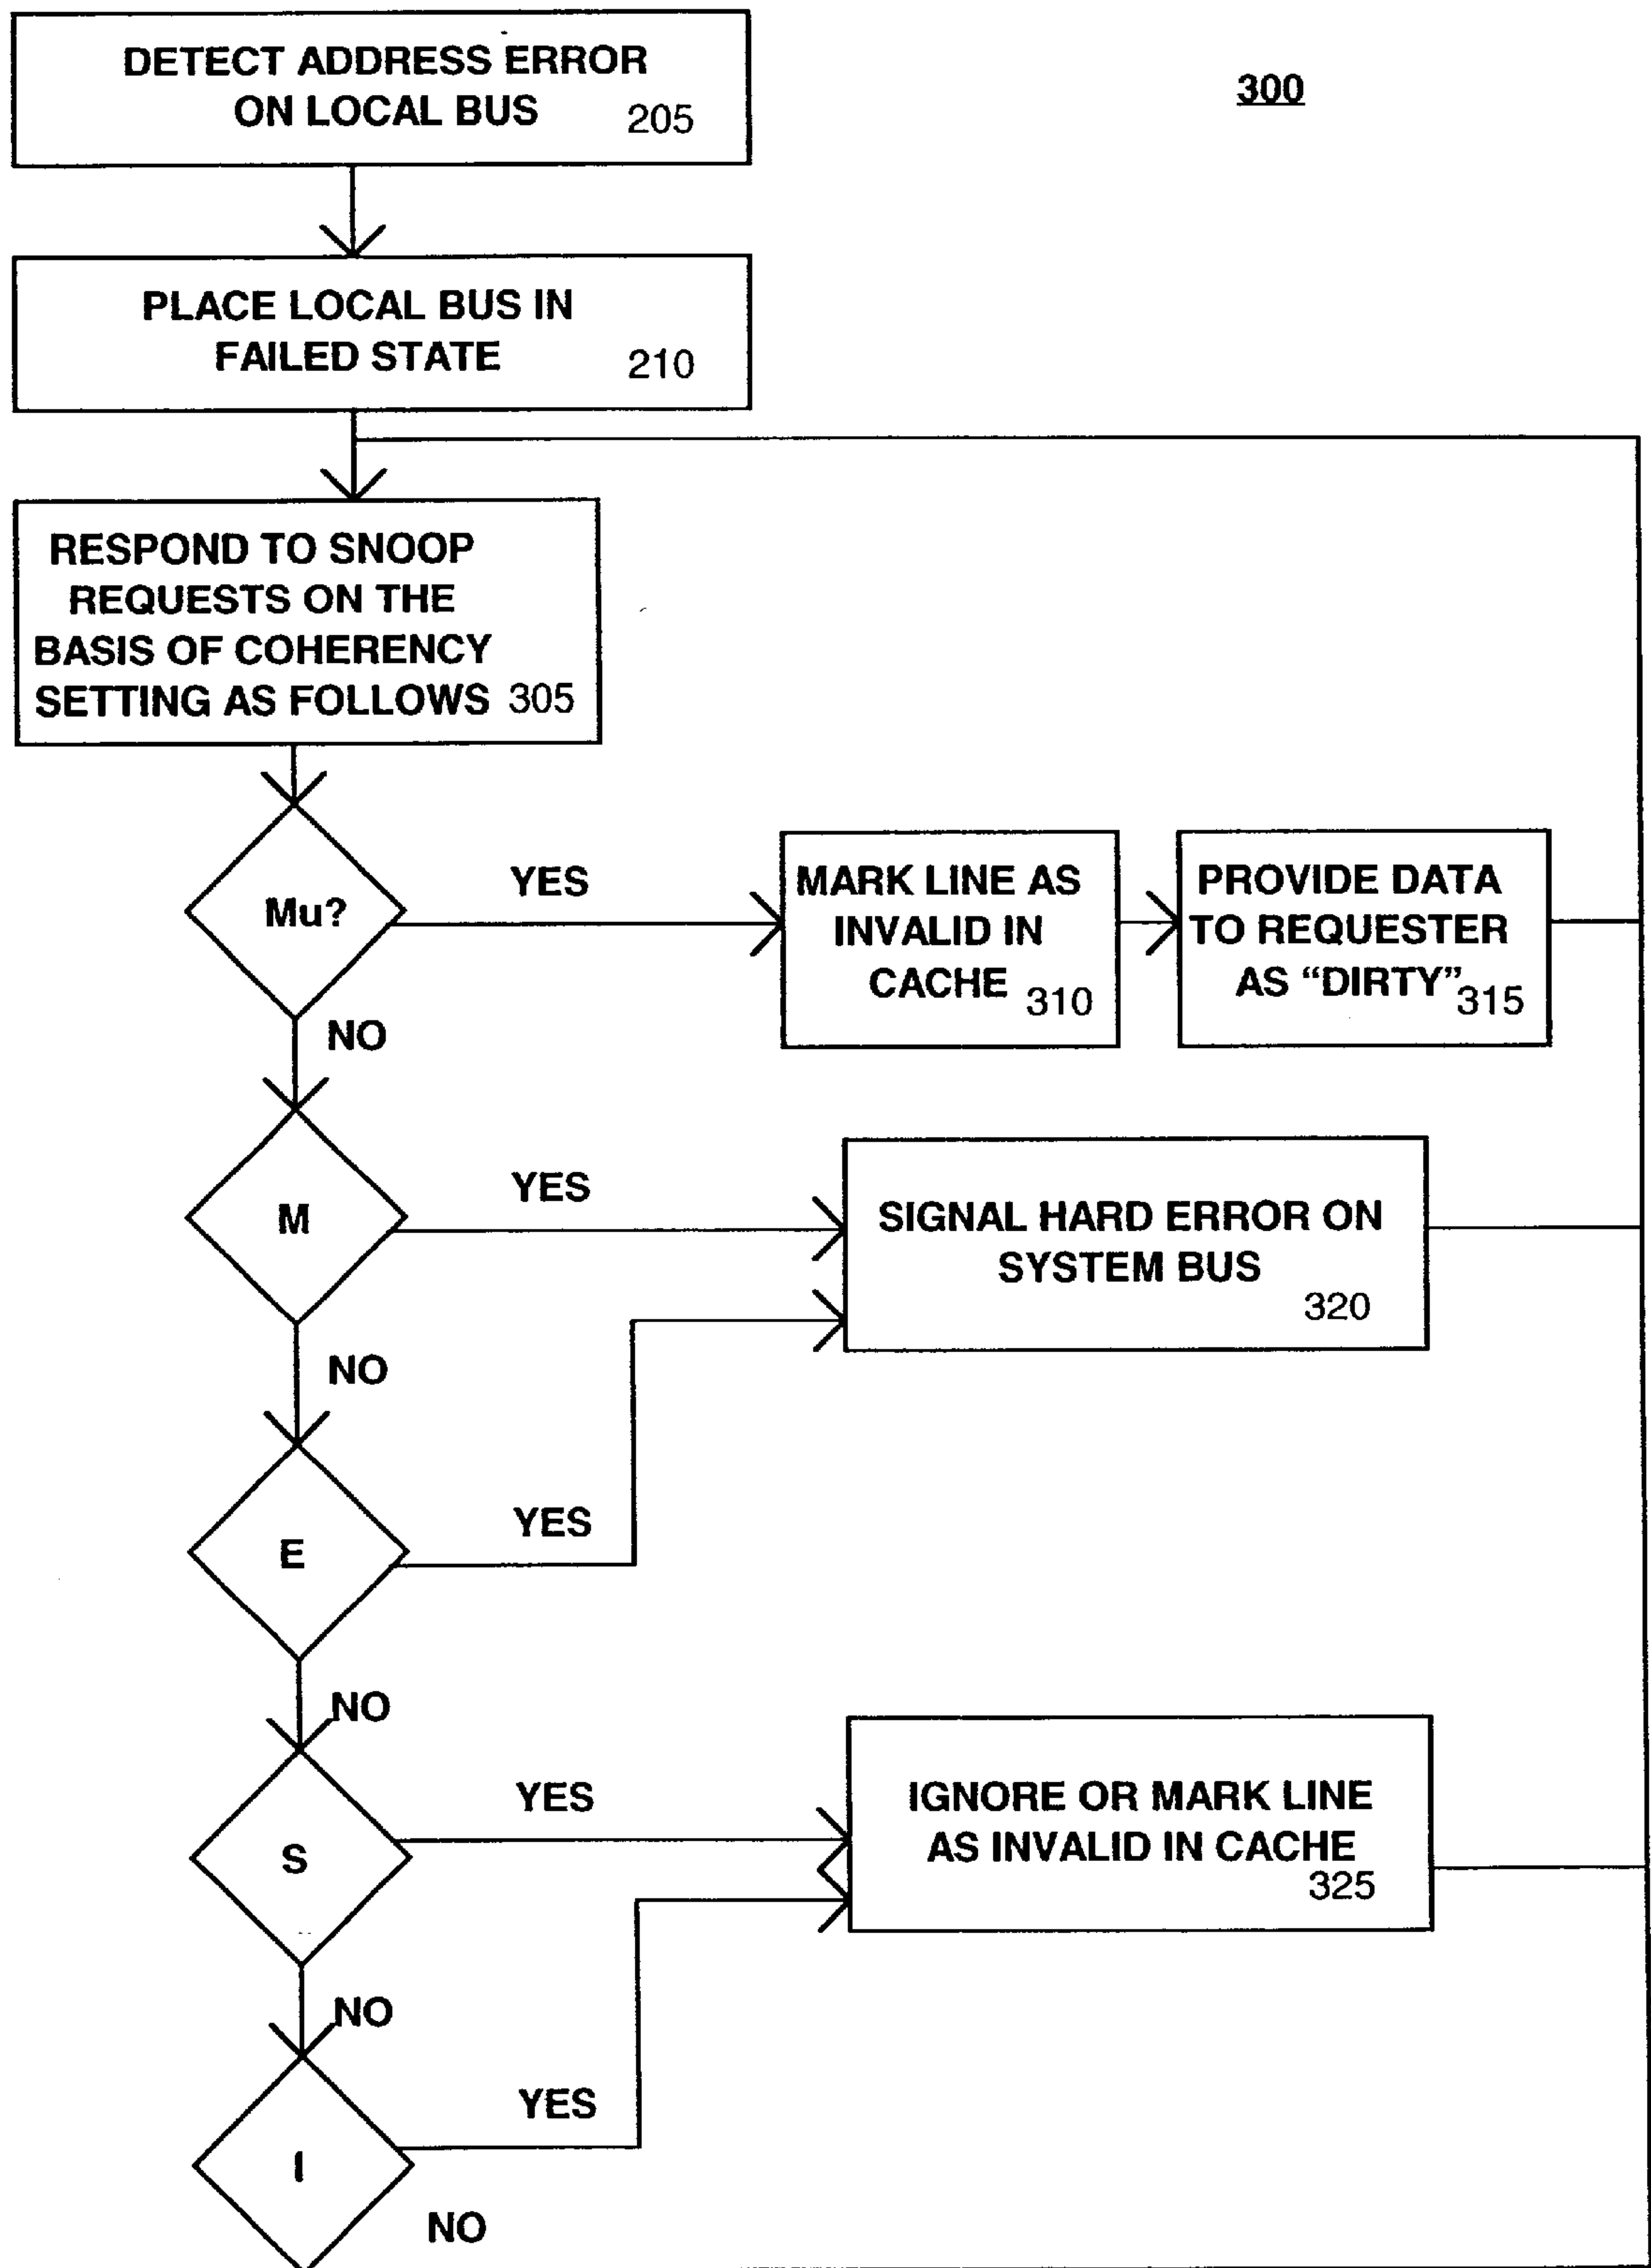 DETECT ADDRESS ERROR
ON LOCAL BUS 205
300
PLACE LOCAL BUS IN
FAILED STATE 210
RESPOND TO SNOOP
REQUESTS ON THE
BASIS OF COHERENCY
SETTING AS FOLLOWS 305
Mu?
YES
MARK LINE AS
INVALID IN
CACHE 310
PROVIDE DATA
TO REQUESTER
AS “DIRTY” 315
NO
M
YES
SIGNAL HARD ERROR ON
SYSTEM BUS
320
NO
E
YES
NO
S
YES
IGNORE OR MARK LINE
AS INVALID IN CACHE
325
NO
I
YES
NO